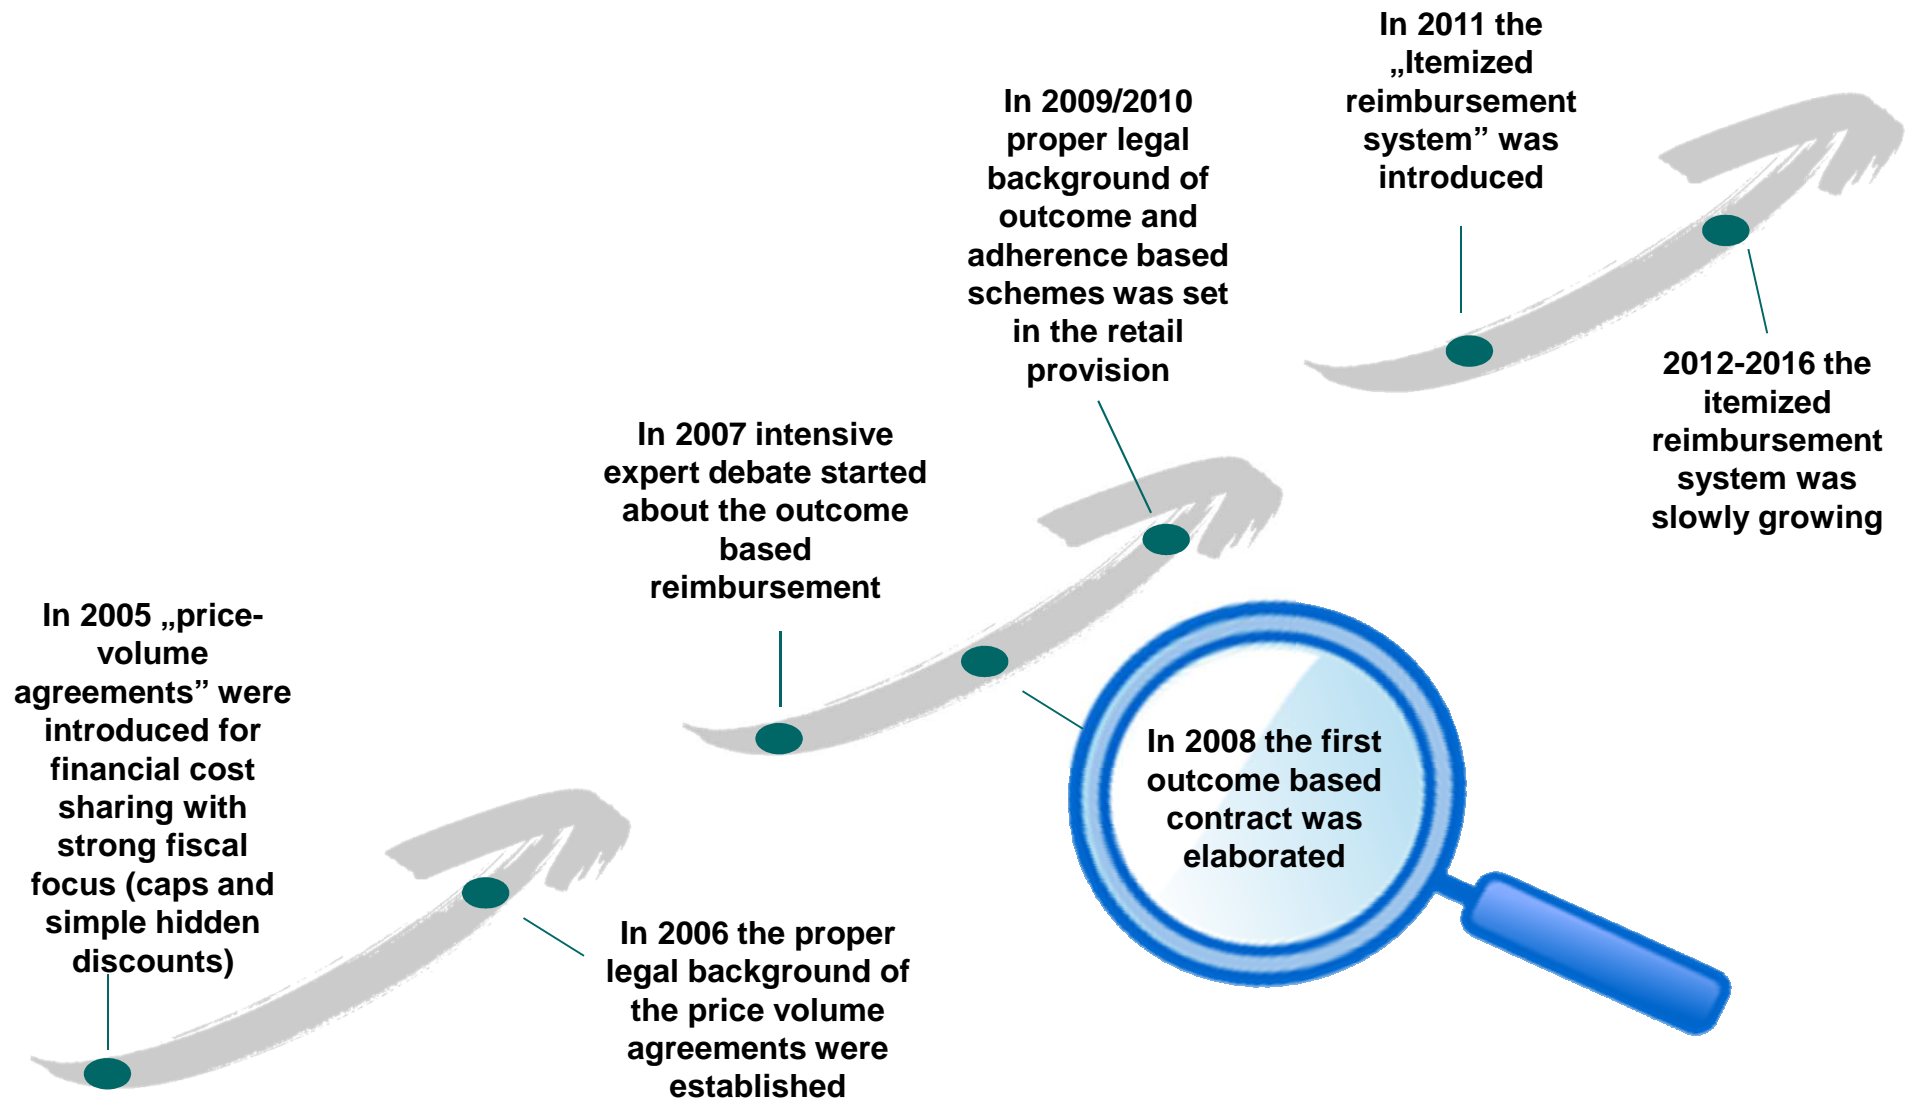 In 2005 „price-
volume
agreements” were
introduced for
financial cost
sharing with
strong fiscal
focus (caps and
simple hidden
discounts)
In 2006 the proper
legal background of
the price volume
agreements were
established
In 2007 intensive
expert debate started
about the outcome
based
reimbursement
In 2008 the first
outcome based
contract was
elaborated
In 2009/2010
proper legal
background of
outcome and
adherence based
schemes was set
in the retail
provision
In 2011 the
„Itemized
reimbursement
system” was
introduced
2012-2016 the
itemized
reimbursement
system was
slowly growing